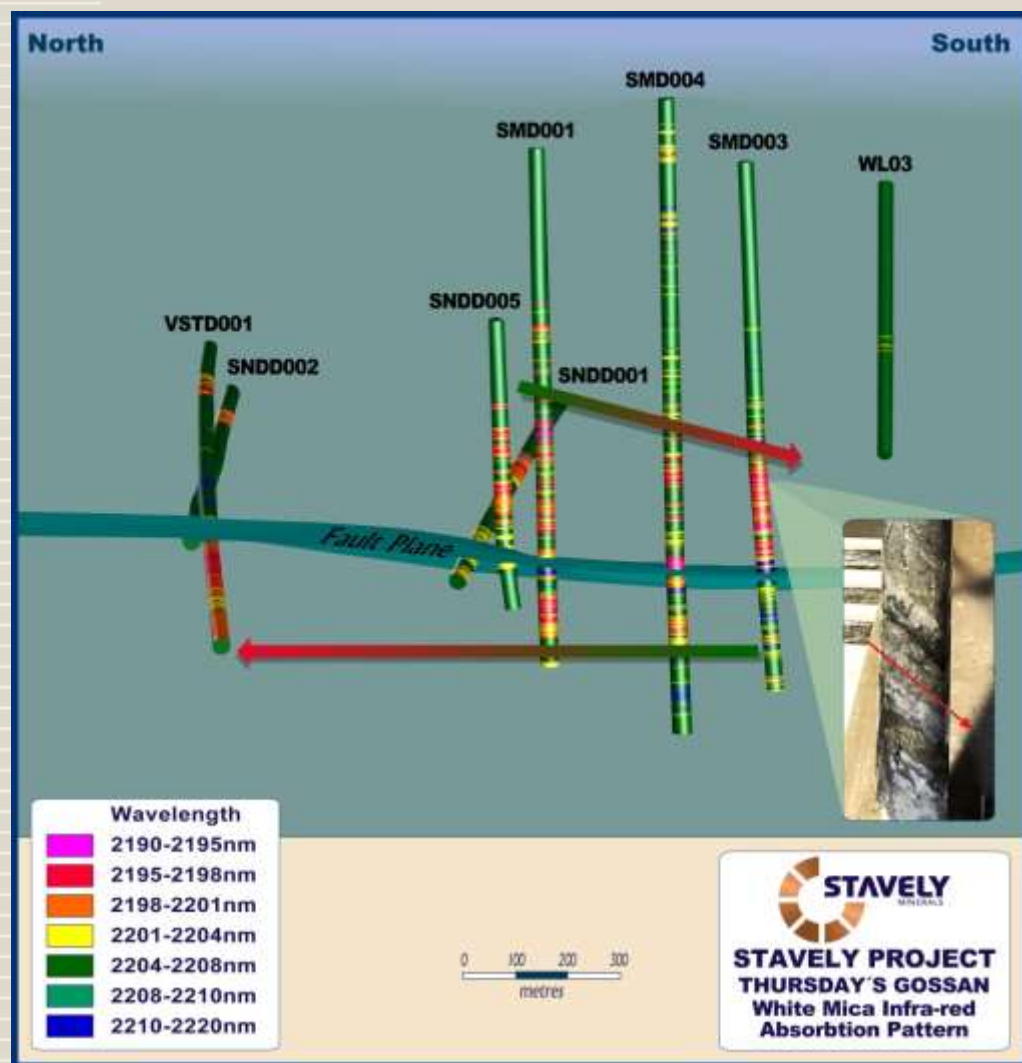 North
South
SMD004
SMD001
SMD003
WL03
SNDD005
VSTD001
SNDD002
SNDD001
Fault Plane
Wavelength
2190-2195nm
2195-2198nm
2198-2201nm
2201-2204nm
2204-2208nm
2208-2210nm
2210-2220nm
0 100 200 300
metres
STAVELY
MINERALS
STAVELY PROJECT
THURSDAY´S GOSSAN
White Mica Infra-red
Absorbtion Pattern